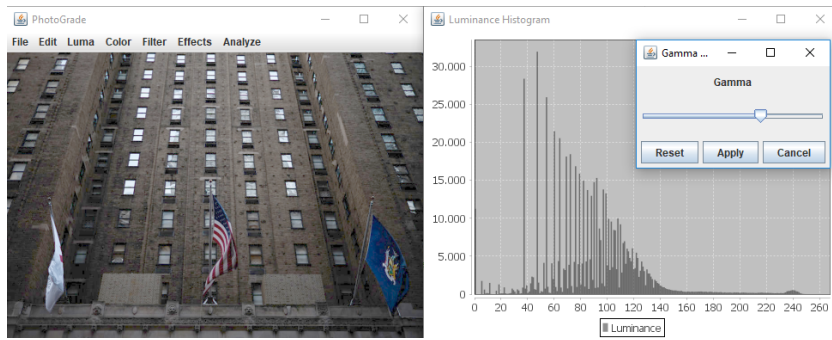 PhotoGrade
File Edit Luma Color Filter Effects Analyze
Luminance Histogram
30.000
25.000
20.000
15.000
10.000
5.000
0
0 20 40 60 80 100 120 140 160 180 200 220 240 260
Luminance
Gamma ...
Gamma
Reset Apply Cancel